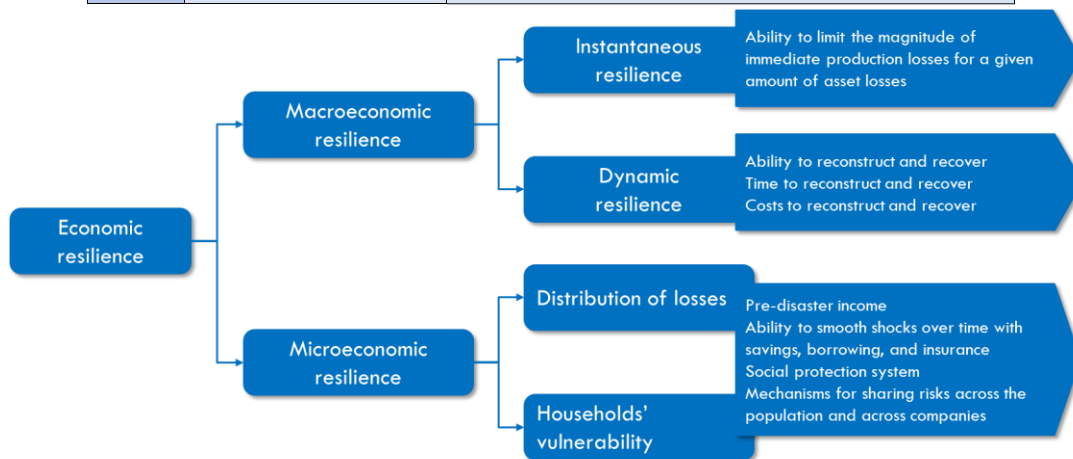 Economic
resilience
Macroeconomic
resilience
Instantaneous
resilience
Ability to limit the magnitude of
immediate production losses for a given
amount of asset losses
Dynamic
resilience
Ability to reconstruct and recover
Time to reconstruct and recover
Costs to reconstruct and recover
Microeconomic
resilience
Distribution of losses
Households’
vulnerability
Pre-disaster income
Ability to smooth shocks over time with
savings, borrowing, and insurance
Social protection system
Mechanisms for sharing risks across the
population and across companies